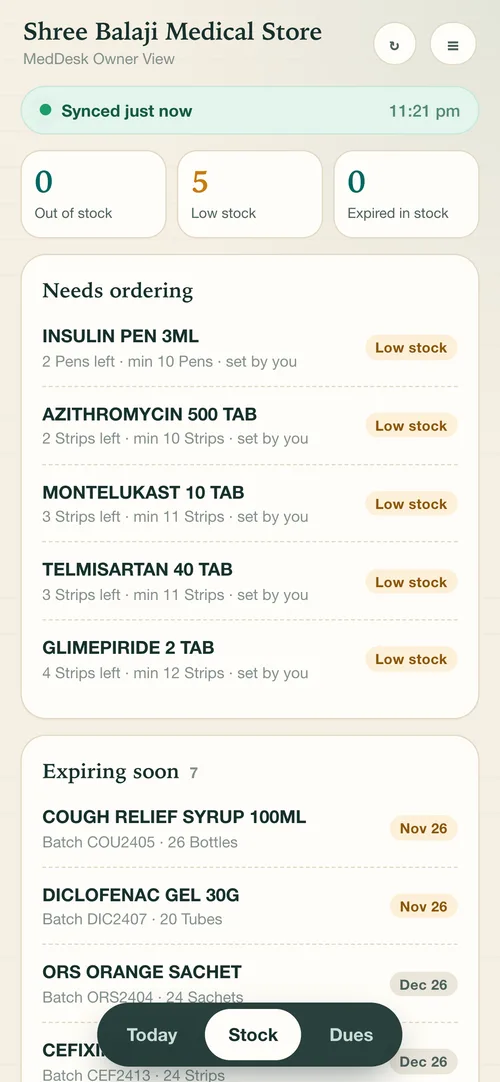 Shree Balaji Medical Store
MedDesk Owner View
↻
≡
Synced just now 11:21 pm
0 5 0
Out of stock Low stock Expired in stock
Needs ordering
INSULIN PEN 3ML
2 Pens left · min 10 Pens · set by you
Low stock
AZITHROMYCIN 500 TAB
2 Strips left · min 10 Strips · set by you
Low stock
MONTELUKAST 10 TAB
3 Strips left · min 11 Strips · set by you
Low stock
TELMISARTAN 40 TAB
3 Strips left · min 11 Strips · set by you
Low stock
GLIMEPIRIDE 2 TAB
4 Strips left · min 12 Strips · set by you
Low stock
Expiring soon 7
COUGH RELIEF SYRUP 100ML
Batch COU2405 · 26 Bottles
Nov 26
DICLOFENAC GEL 30G
Batch DIC2407 · 20 Tubes
Nov 26
ORS ORANGE SACHET
Batch ORS2404 · 24 Sachets
Dec 26
Batch CEF2413 · 24 Strips
Dec 26
Today Stock Dues